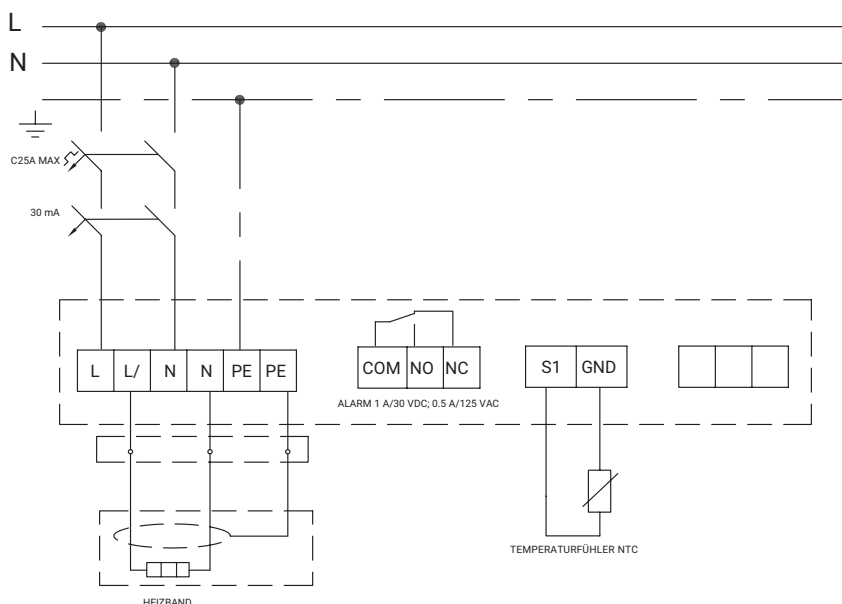 L
N
C25A MAX
30 mA
L L/ N N PE PE
COM NO NC
S1 GND
ALARM 1 A/30 VDC; 0.5 A/125 VAC
TEMPERATURFÜHLER NTC
HEIZBAND